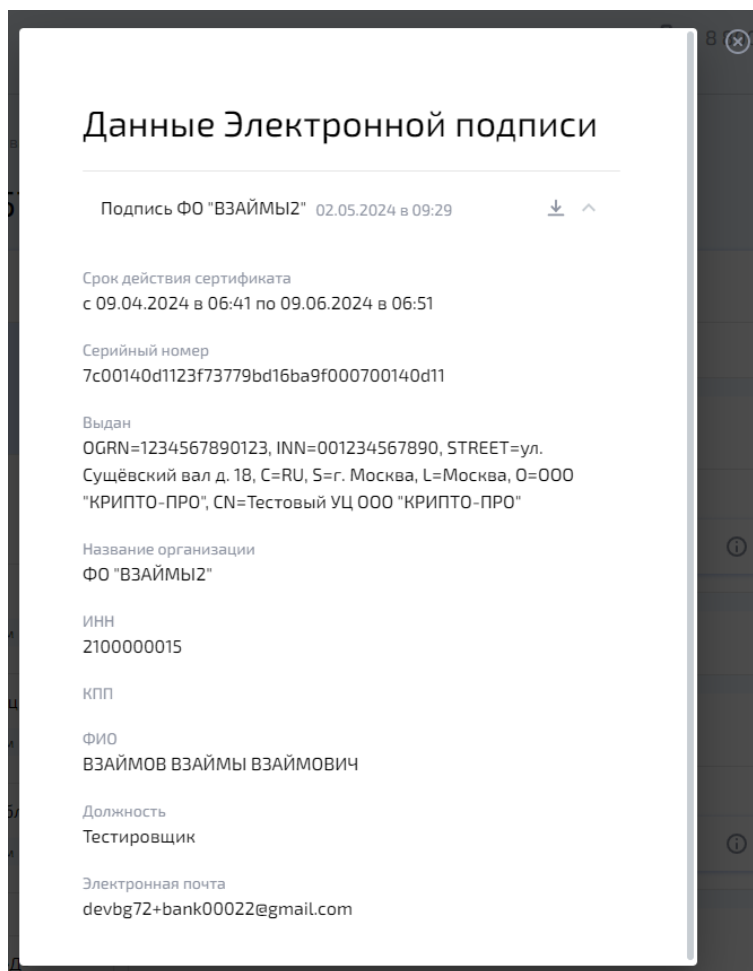 Данные Электронной подписи
Подпись ФО "ВЗАЙМЫ2" 02.05.2024 в 09:29
Срок действия сертификата
с 09.04.2024 в 06:41 по 09.06.2024 в 06:51
Серийный номер
7c00140d1123f73779bd16ba9f000700140d11
Выдан
OGRN=1234567890123, INN=001234567890, STREET=ул.
Сущёвский вал д. 18, C=RU, S=г. Москва, L=Москва, O=ООО
"КРИПТО-ПРО", CN=Тестовый УЦ ООО "КРИПТО-ПРО"
Название организации
ФО "ВЗАЙМЫ2"
ИНН
2100000015
КПП
ФИО
ВЗАЙМОВ ВЗАЙМЫ ВЗАЙМОВИЧ
Должность
Тестировщик
Электронная почта
devbg72+bank00022@gmail.com